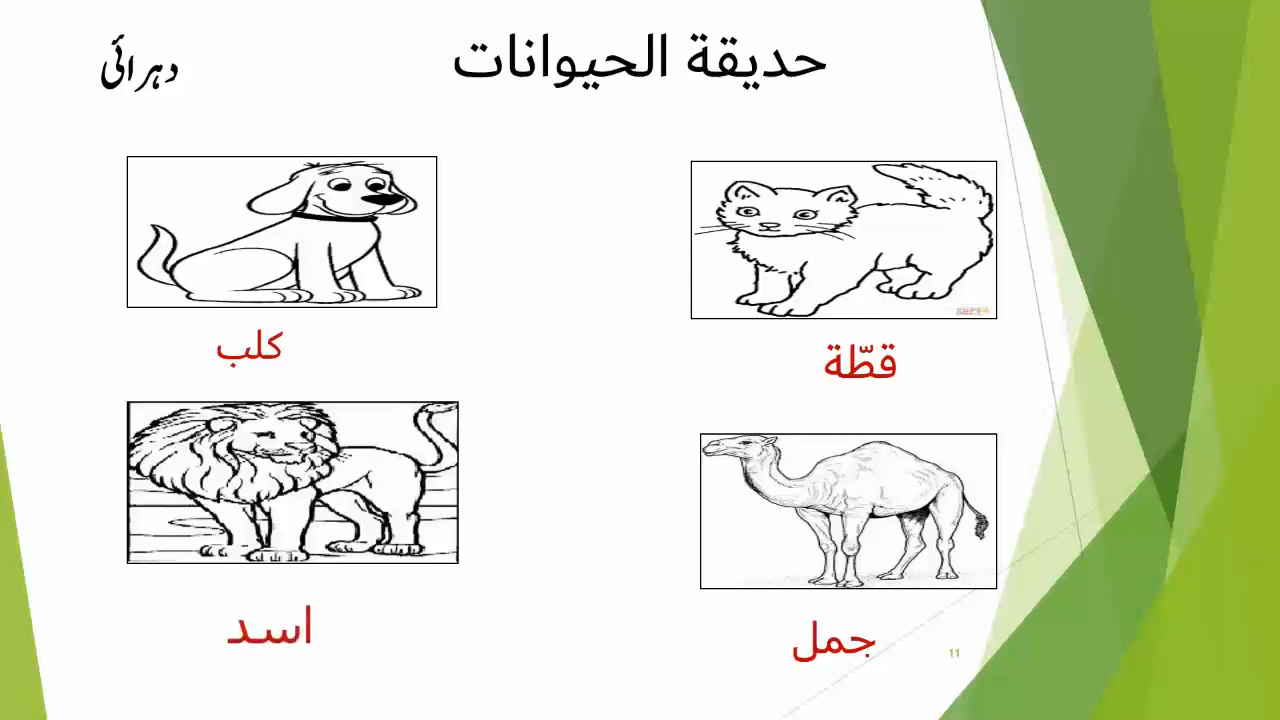 حديقة الحيوانات
دہرائی
قطّة
كلب
جمل
اسد
11